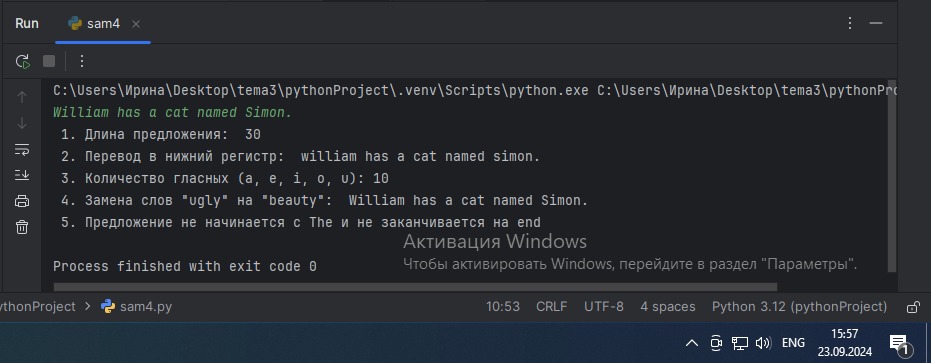 Run sam4
C:\Users\Ирина\Desktop\tema3\pythonProject\.venv\Scripts\python.exe C:\Users\Ирина\Desktop\tema3\pythonPro
William has a cat named Simon.
1. Длина предложения:  30
2. Перевод в нижний регистр:  william has a cat named simon.
3. Количество гласных (a, e, i, o, u): 10
4. Замена слов "ugly" на "beauty":  William has a cat named Simon.
5. Предложение не начинается с The и не заканчивается на end
Активация Windows
Чтобы активировать Windows, перейдите в раздел "Параметры".
Process finished with exit code 0
ythonProject > sam4.py 10:53 CRLF UTF-8 4 spaces Python 3.12 (pythonProject)
ENG 15:57
23.09.2024 1